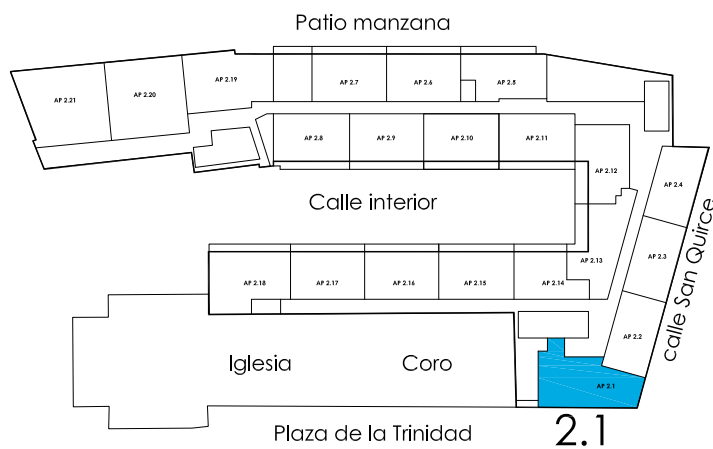 Patio manzana
AP 2.21
AP 2.20
AP 2.19
AP 2.7
AP 2.6
AP 2.5
AP 2.8
AP 2.9
AP 2.10
AP 2.11
AP 2.12
AP 2.4
Calle interior
calle San Quirce
AP 2.3
AP 2.13
AP 2.18
AP 2.17
AP 2.16
AP 2.15
AP 2.14
AP 2.2
Iglesia
Coro
AP 2.1
Plaza de la Trinidad
2.1